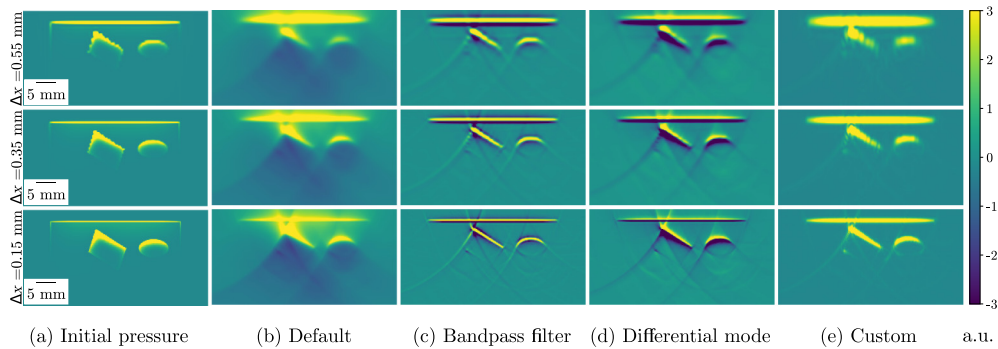 Δx =0.55 mm
5 mm
Δx =0.35 mm
5 mm
Δx =0.15 mm
5 mm
3
2
1
0
-1
-2
-3
(a) Initial pressure
(b) Default
(c) Bandpass filter
(d) Differential mode
(e) Custom
a.u.